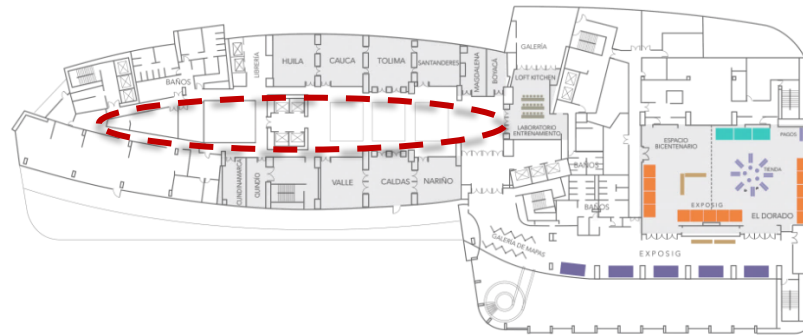 GALERÍA
LIBRERÍA
HUILA
CAUCA
TOLIMA
SANTANDERES
MAGDALENA
BOYACÁ
LOFT KITCHEN
BAÑOS
LABORATORIO
ENTRENAMIENTO
ESPACIO
BICENTENARIO
PAGOS
TIENDA
CUNDINAMARCA
QUINDÍO
VALLE
CALDAS
NARIÑO
BAÑOS
BAÑOS
EXPOSIG
EL DORADO
GALERÍA DE MAPAS
EXPOSIG